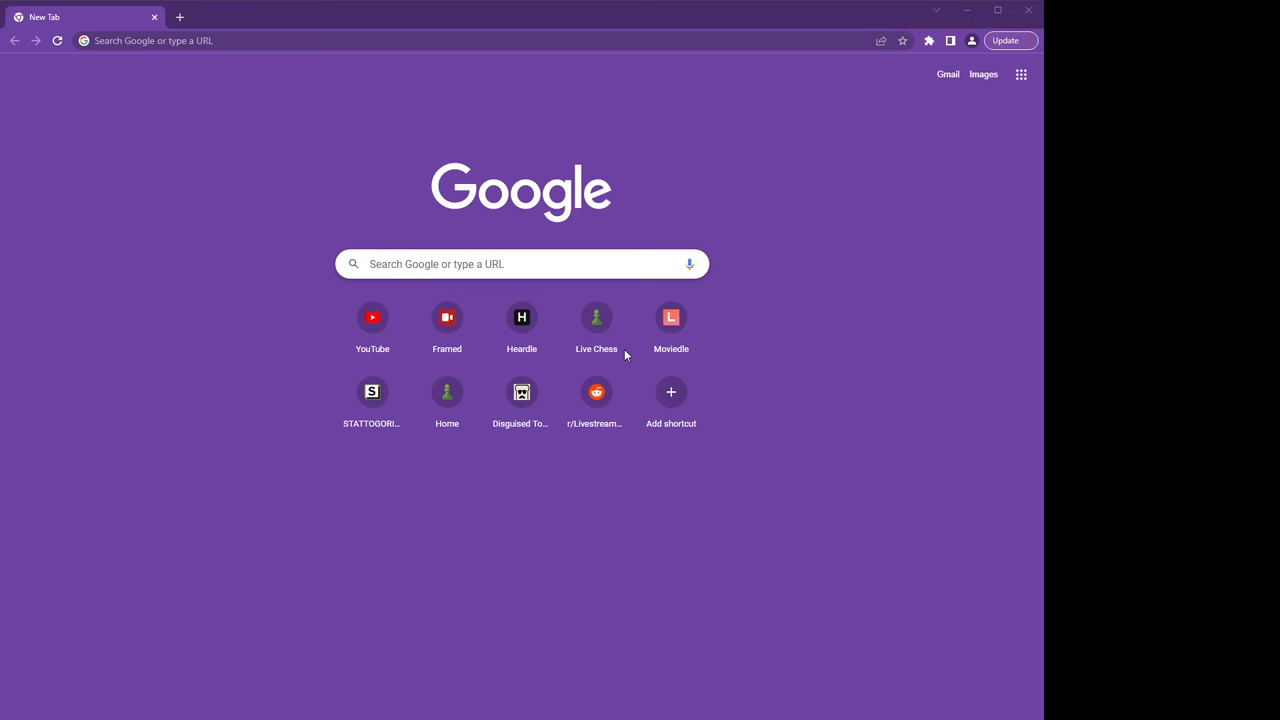 New Tab
Search Google or type a URL
Update
Gmail Images
Google
Search Google or type a URL
YouTube Framed Heardle Live Chess Moviedle
STATTOGORI... Home Disguised To... r/Livestream... Add shortcut